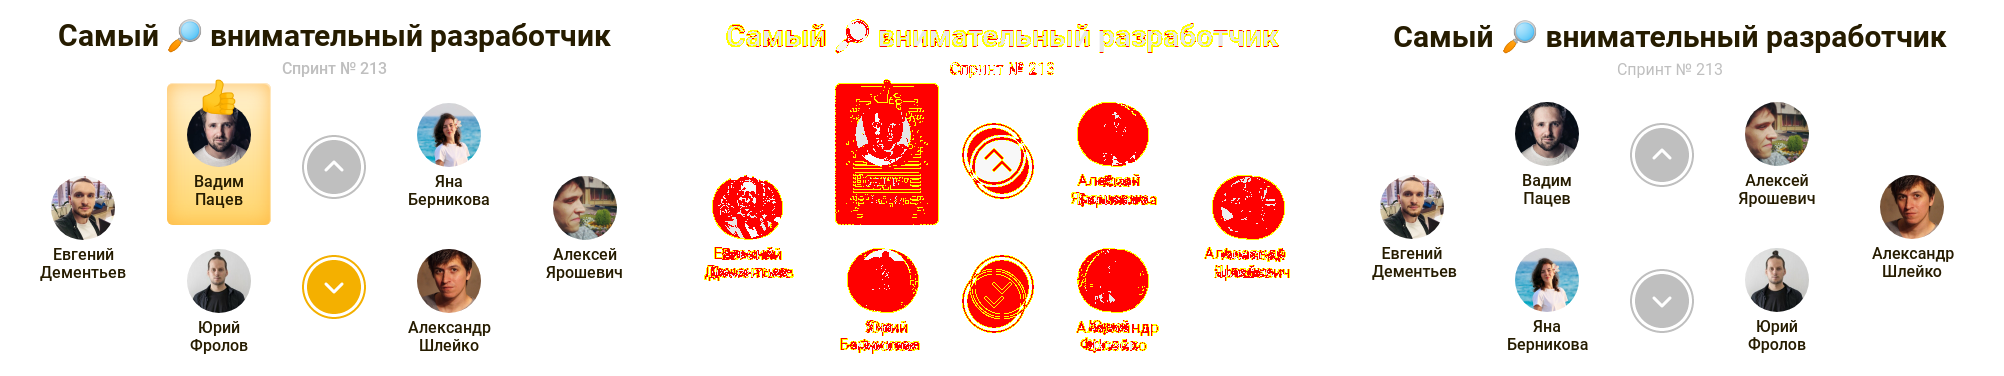 Самый 🔎 внимательный разработчик
Спринт № 213
Вадим
Пацев
Яна
Берникова
Евгений
Дементьев
Алексей
Ярошевич
Юрий
Фролов
Александр
Шлейко
Самый 🔎 внимательный разработчик
Спринт № 213
Самый 🔎 внимательный разработчик
Спринт № 213
Вадим
Пацев
Алексей
Ярошевич
Евгений
Дементьев
Александр
Шлейко
Яна
Берникова
Юрий
Фролов